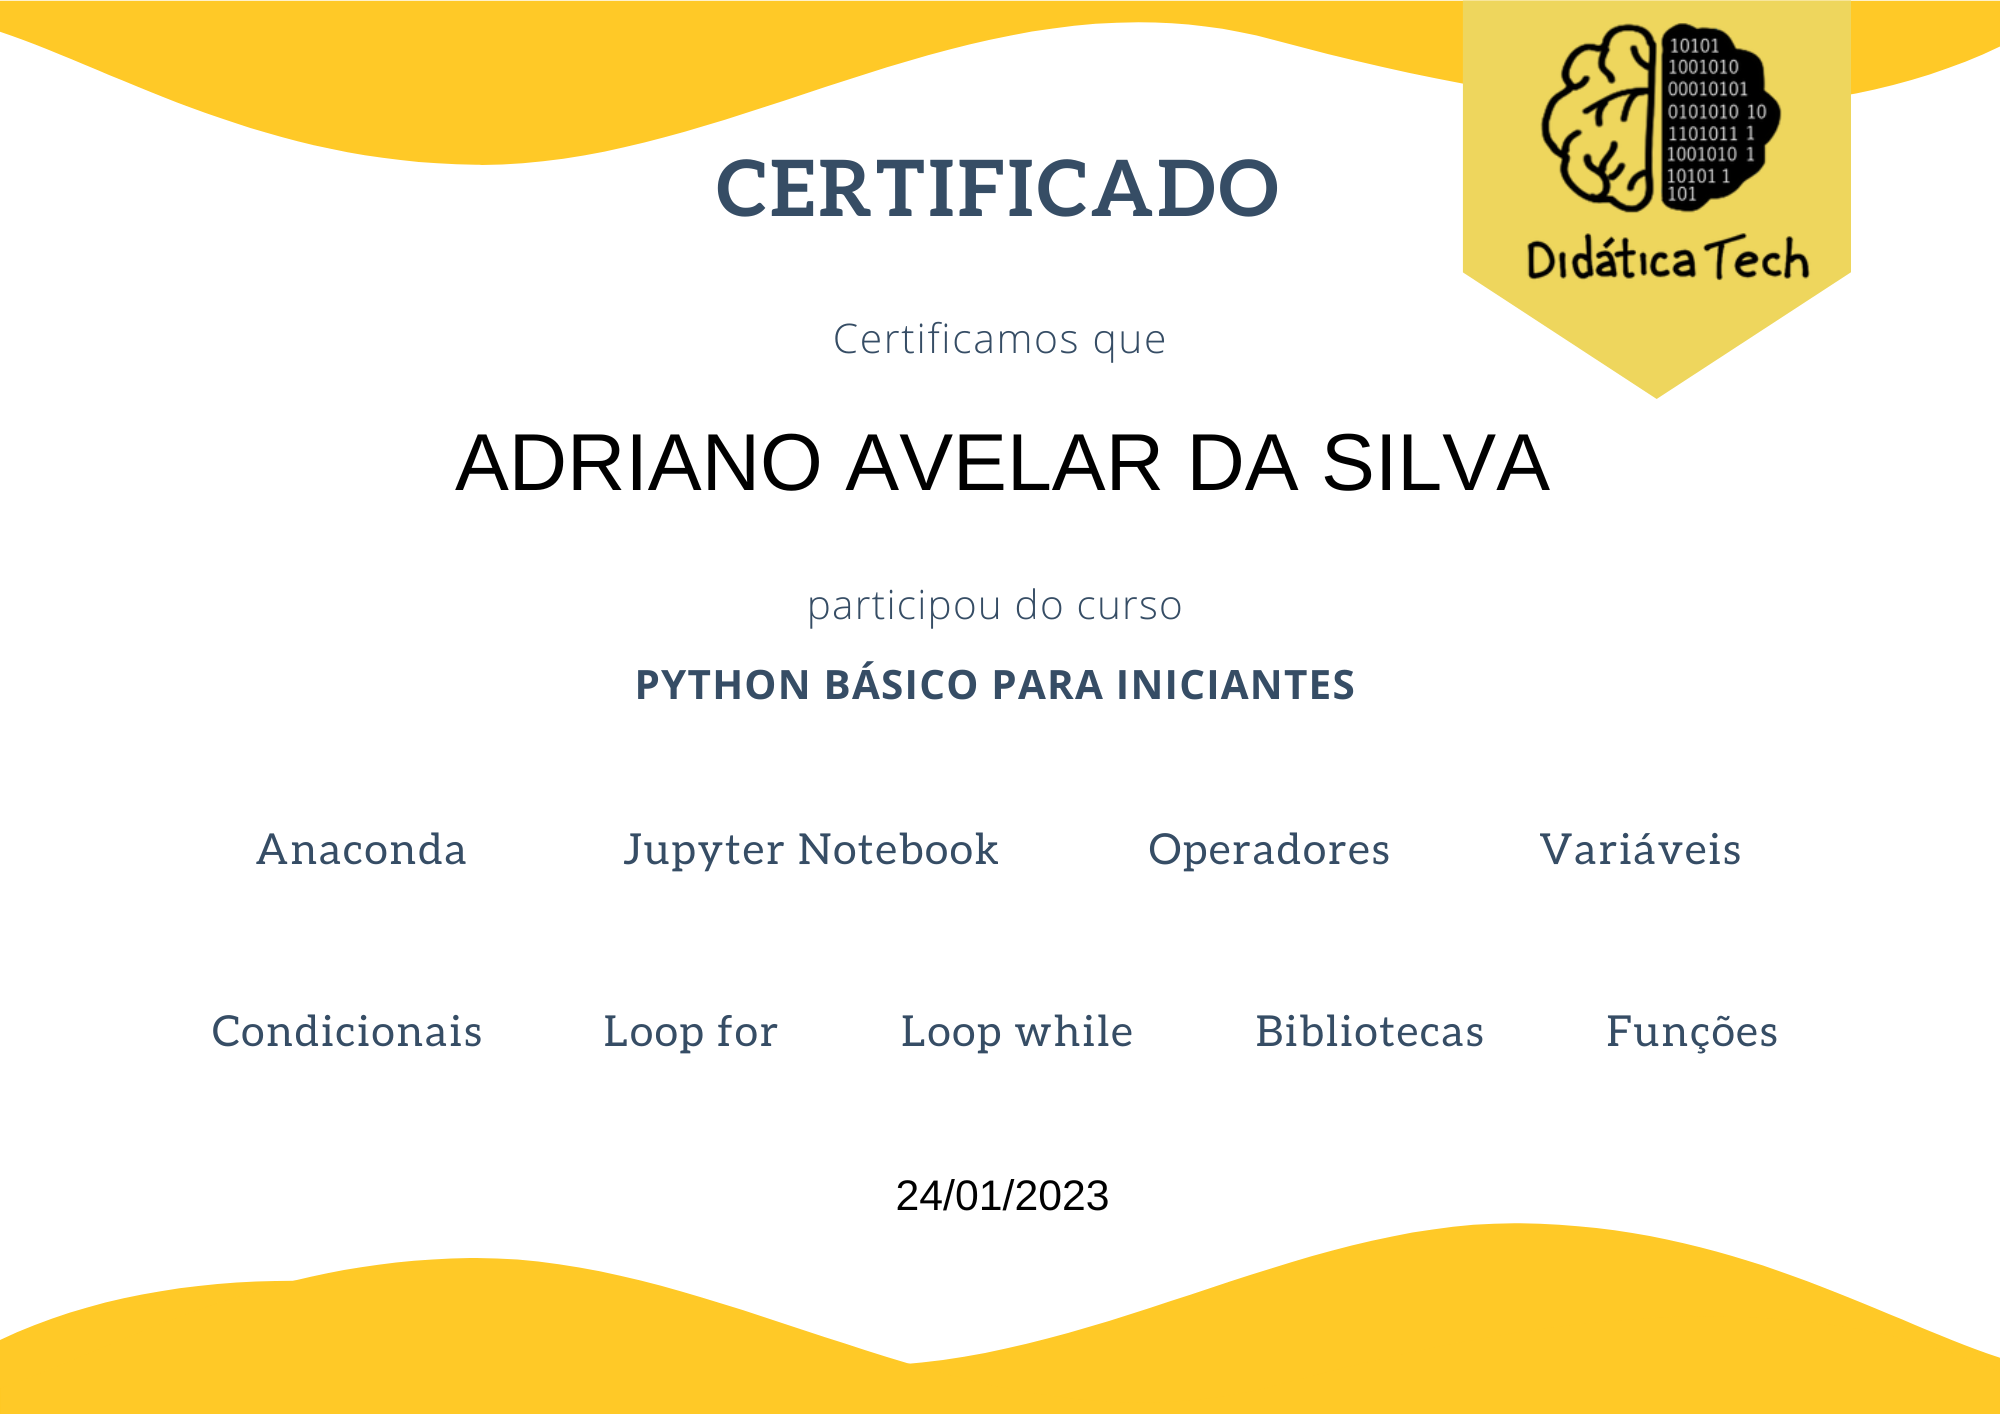 10101
1001010
00010101
0101010 10
1101011 1
1001010 1
10101 1
101
Didática Tech
CERTIFICADO
Certificamos que
ADRIANO AVELAR DA SILVA
participou do curso
PYTHON BÁSICO PARA INICIANTES
Anaconda Jupyter Notebook Operadores Variáveis
Condicionais Loop for Loop while Bibliotecas Funções
24/01/2023